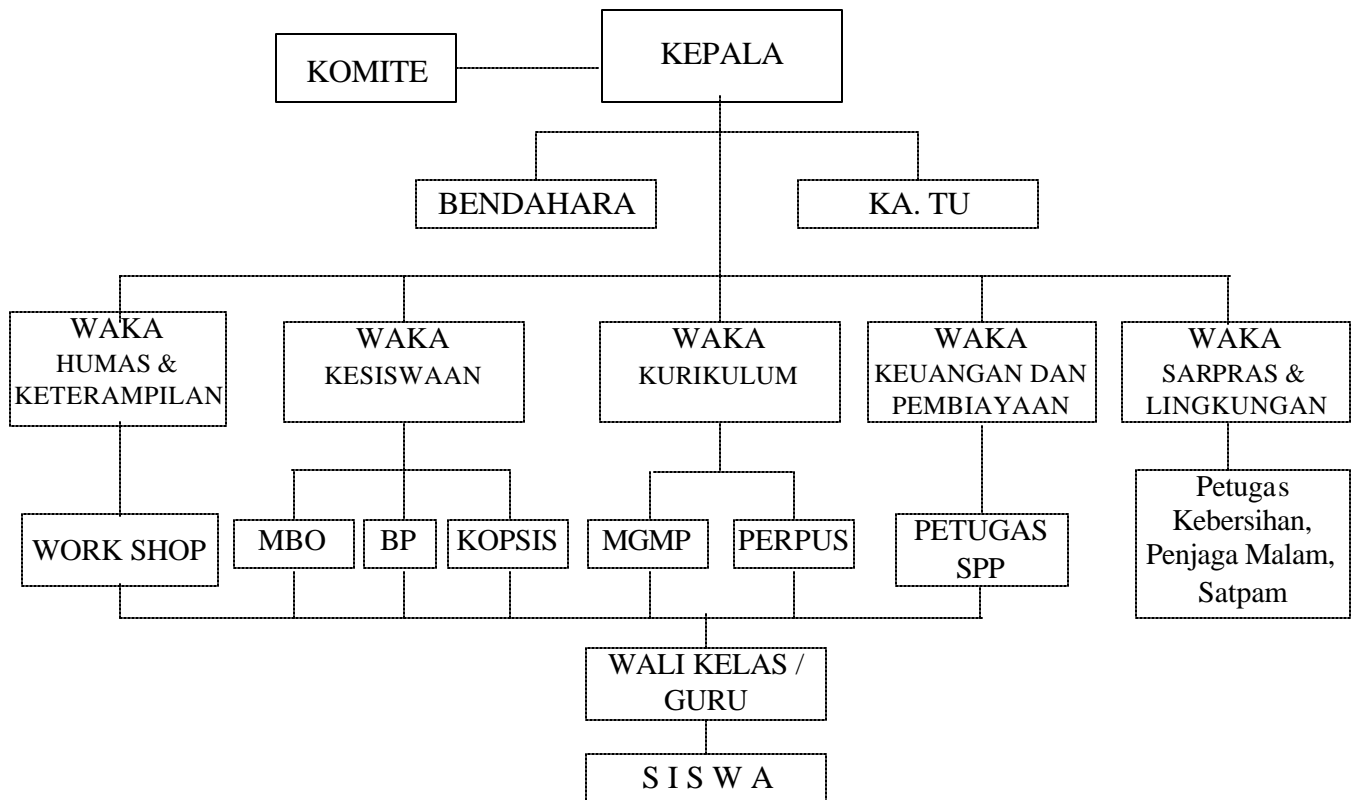 KOMITE
KEPALA
BENDAHARA
KA. TU
WAKA
HUMAS &
KETERAMPILAN
WAKA
KESISWAAN
WAKA
KURIKULUM
WAKA
KEUANGAN DAN
PEMBIAYAAN
WAKA
SARPRAS &
LINGKUNGAN
WORK SHOP
MBO
BP
KOPSIS
MGMP
PERPUS
PETUGAS
SPP
Petugas
Kebersihan,
Penjaga Malam,
Satpam
WALI KELAS /
GURU
S I S W A